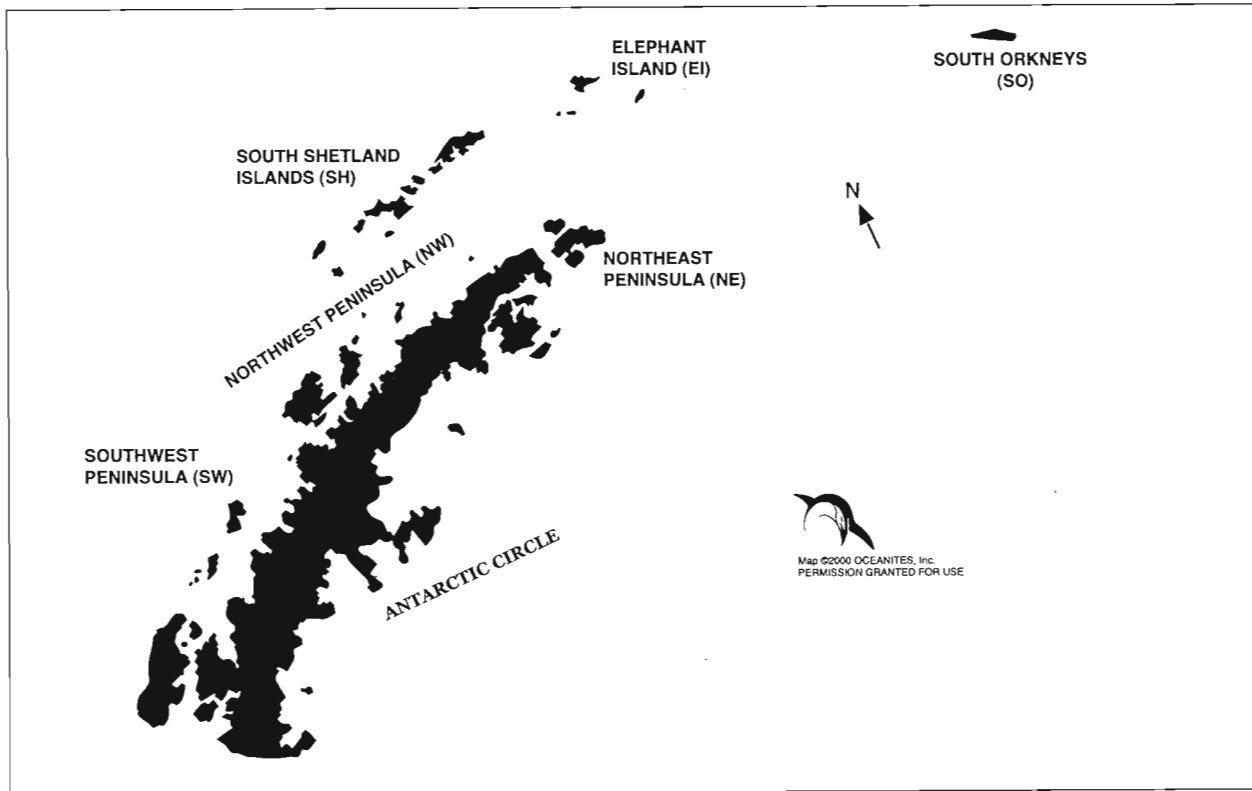 ELEPHANT
ISLAND (EI)
SOUTH ORKNEYS
(SO)
SOUTH SHETLAND
ISLANDS (SH)
N
NORTHWEST PENINSULA (NW)
NORTHEAST
PENINSULA (NE)
SOUTHWEST
PENINSULA (SW)
ANTARCTIC CIRCLE
Map ©2000 OCEANITES, Inc.
PERMISSION GRANTED FOR USE